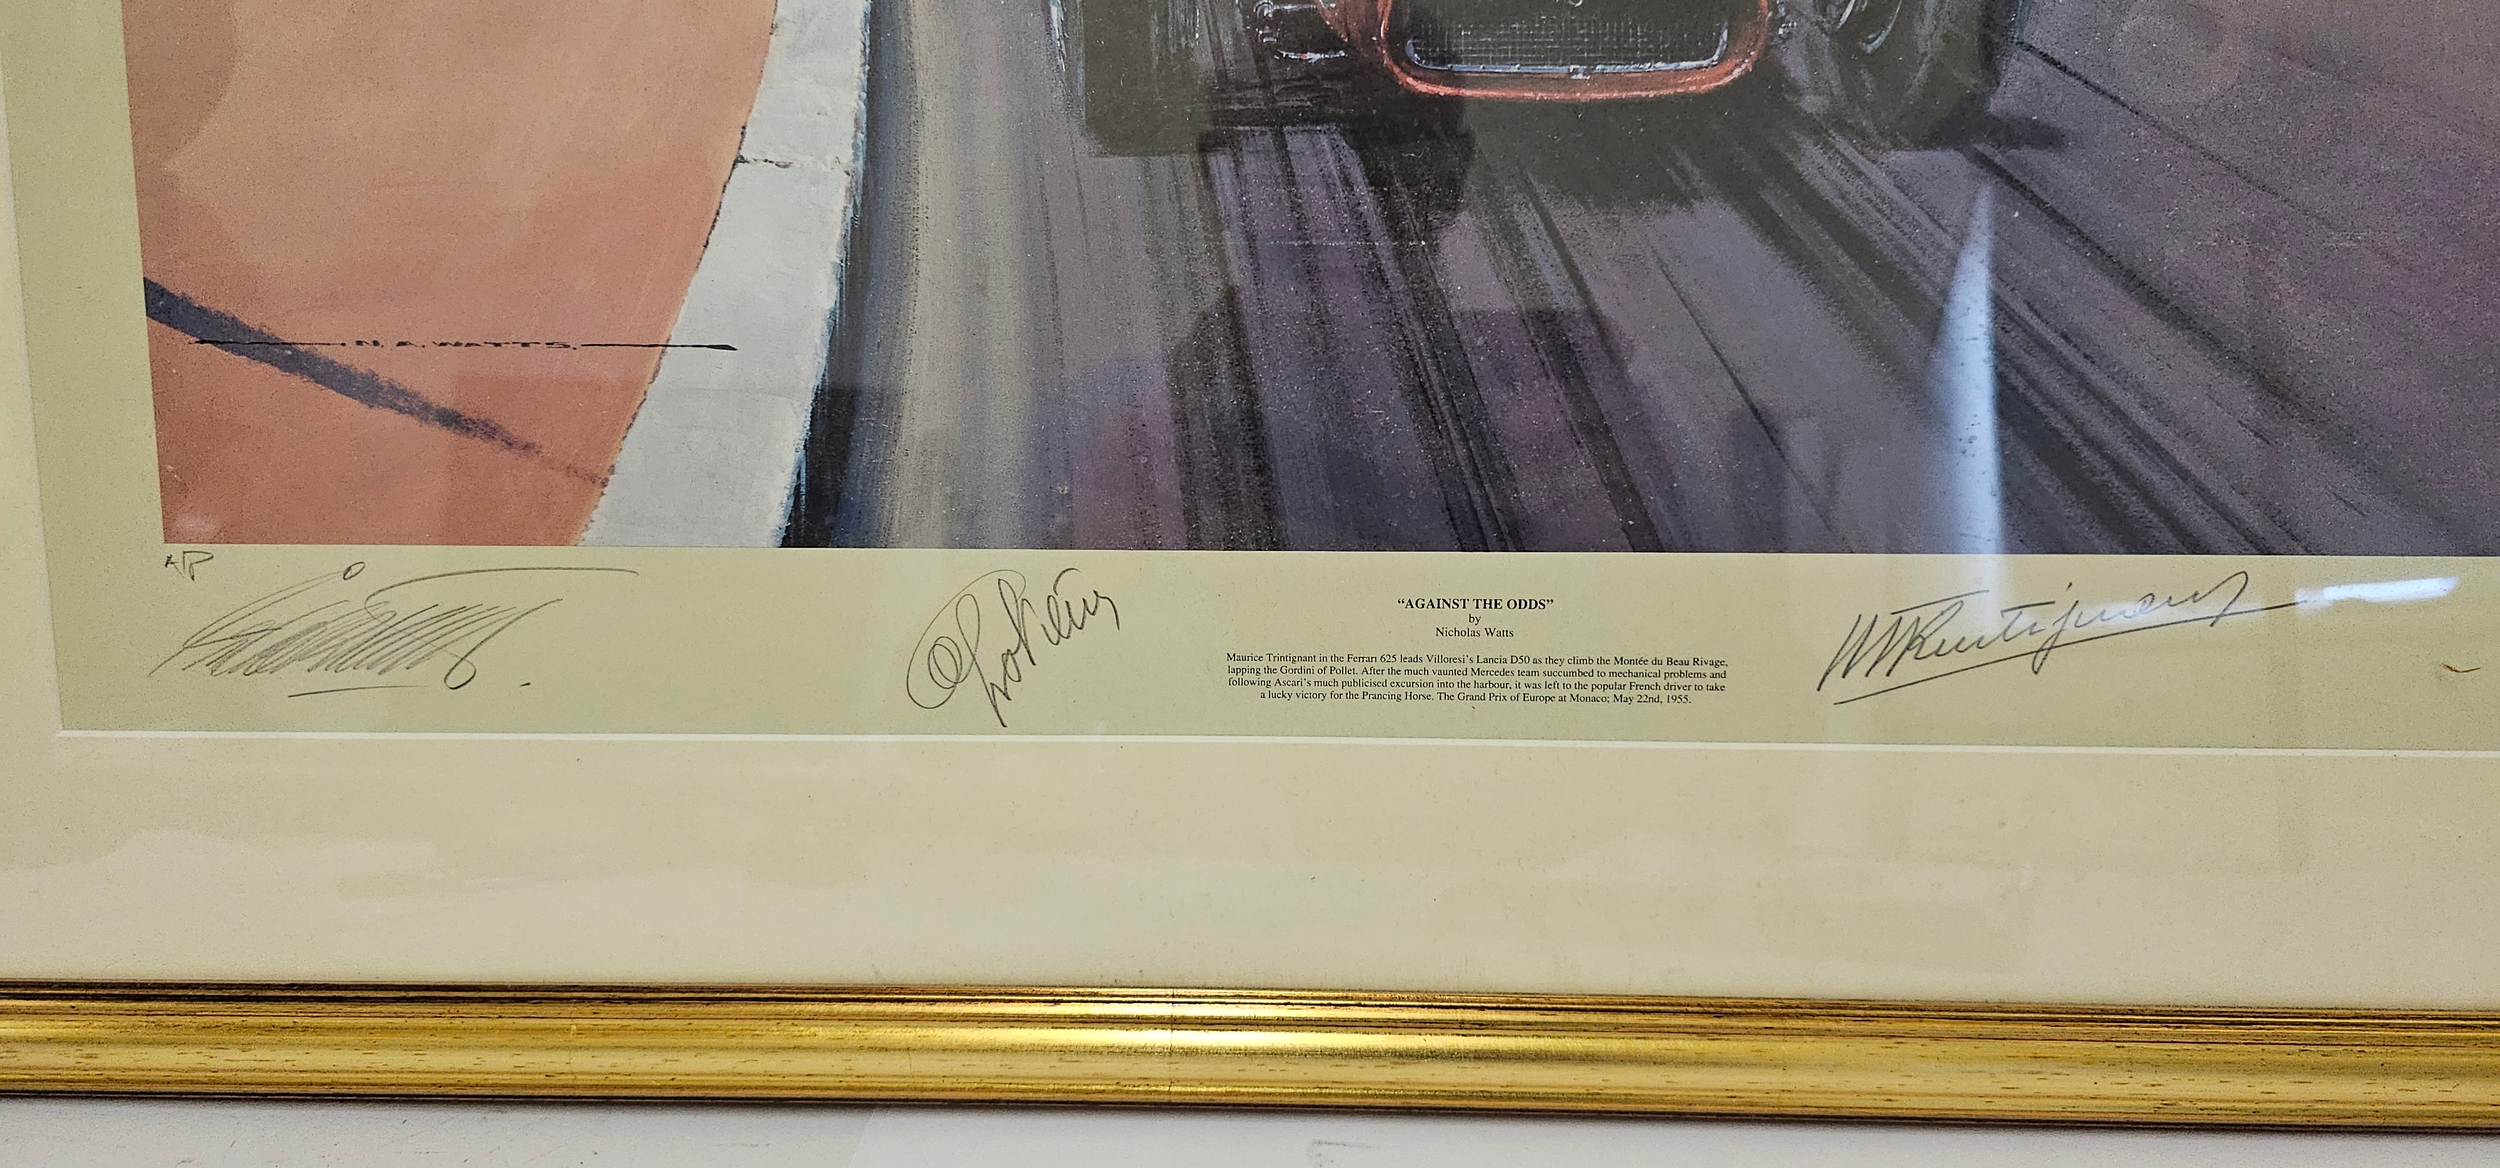 N. A. WATTS.
A/P
"AGAINST THE ODDS"
by
Nicholas Watts
Maurice Trintignant in the Ferrari 625 leads Villoresi's Lancia D50 as they climb the Montée du Beau Rivage,
lapping the Gordini of Pollet. After the much vaunted Mercedes team succumbed to mechanical problems and
following Ascari's much publicised excursion into the harbour, it was left to the popular French driver to take
a lucky victory for the Prancing Horse. The Grand Prix of Europe at Monaco; May 22nd, 1955.
MTrintignant